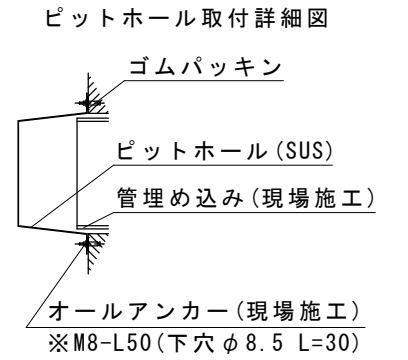 ピットホール取付詳細図
ゴムパッキン
ピットホール(SUS)
管埋め込み(現場施工)
オールアンカー(現場施工)
※M8-L50(下穴φ8.5 L=30)